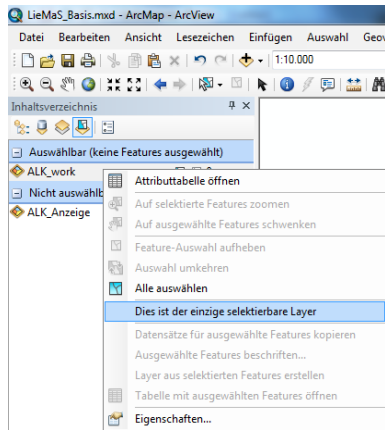 LieMaS_Basis.mxd - ArcMap - ArcView
Datei Bearbeiten Ansicht Lesezeichen Einfügen Auswahl
1:10.000
Inhaltsverzeichnis
Auswählbar (keine Features ausgewählt)
ALK_work
Attributtabelle öffnen
Nicht
ALK_Anzeige
Auf selektierte Features zoomen
Auf ausgewählte Features schwenken
Feature-Auswahl aufheben
Auswahl umkehren
Alle auswählen
Dies ist der einzige selektierbare Layer
Datensätze für ausgewählte Features kopieren
Ausgewählte Features beschriften...
Layer aus selektierten Features erstellen
Tabelle mit ausgewählten Features öffnen
Eigenschaften...